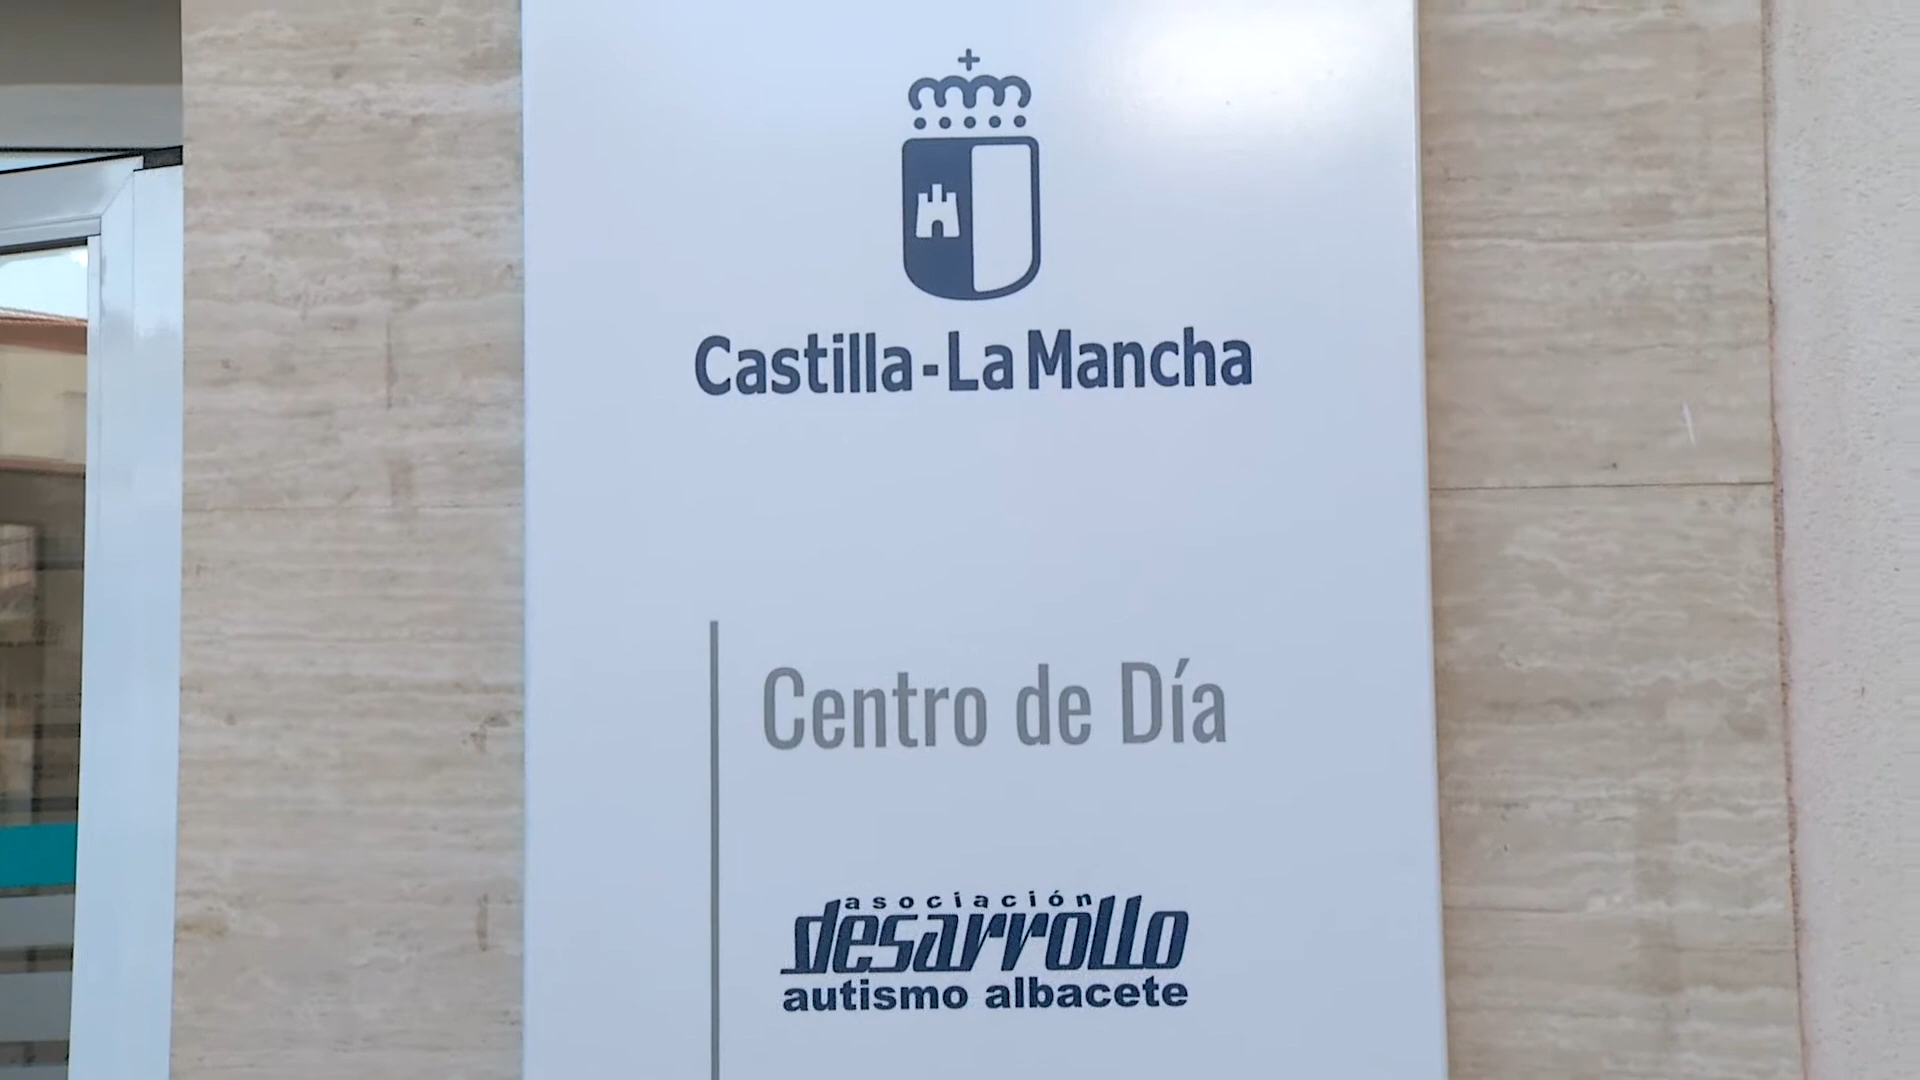 Castilla-La Mancha
Centro de Día
asociación
desarrollo
autismo albacete